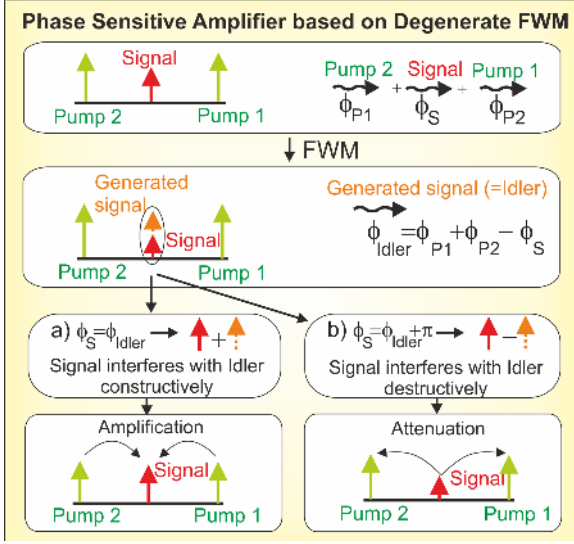 Phase Sensitive Amplifier based on Degenerate FWM
Signal
Pump 2
Pump 1
Pump 2 Signal Pump 1
ϕP1 + ϕS + ϕP2
FWM
Generated
signal
Signal
Pump 2
Pump 1
Generated signal (=Idler)
ϕIdler=ϕP1+ϕP2−ϕS
a) ϕS=ϕIdler → +
Signal interferes with Idler
constructively
b) ϕS=ϕIdler+π → −
Signal interferes with Idler
destructively
Amplification
Signal
Pump 2
Pump 1
Attenuation
Signal
Pump 2
Pump 1